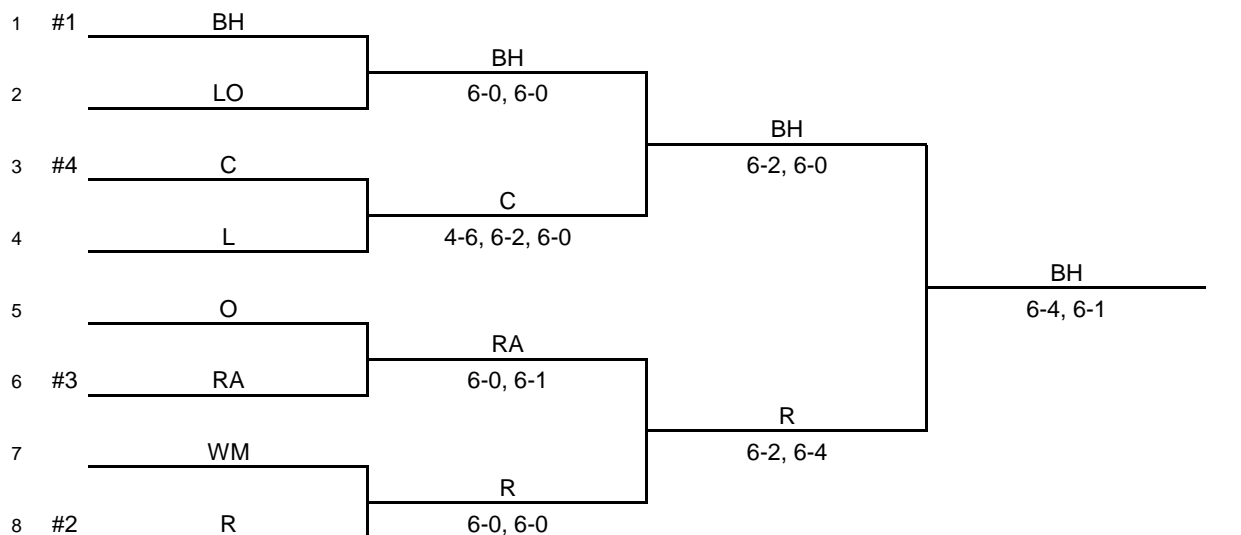 1 #1 BH
BH
2 LO 6-0, 6-0
BH
3 #4 C 6-2, 6-0
C
4 L 4-6, 6-2, 6-0
BH
5 O 6-4, 6-1
RA
6 #3 RA 6-0, 6-1
R
7 WM 6-2, 6-4
R
8 #2 R 6-0, 6-0